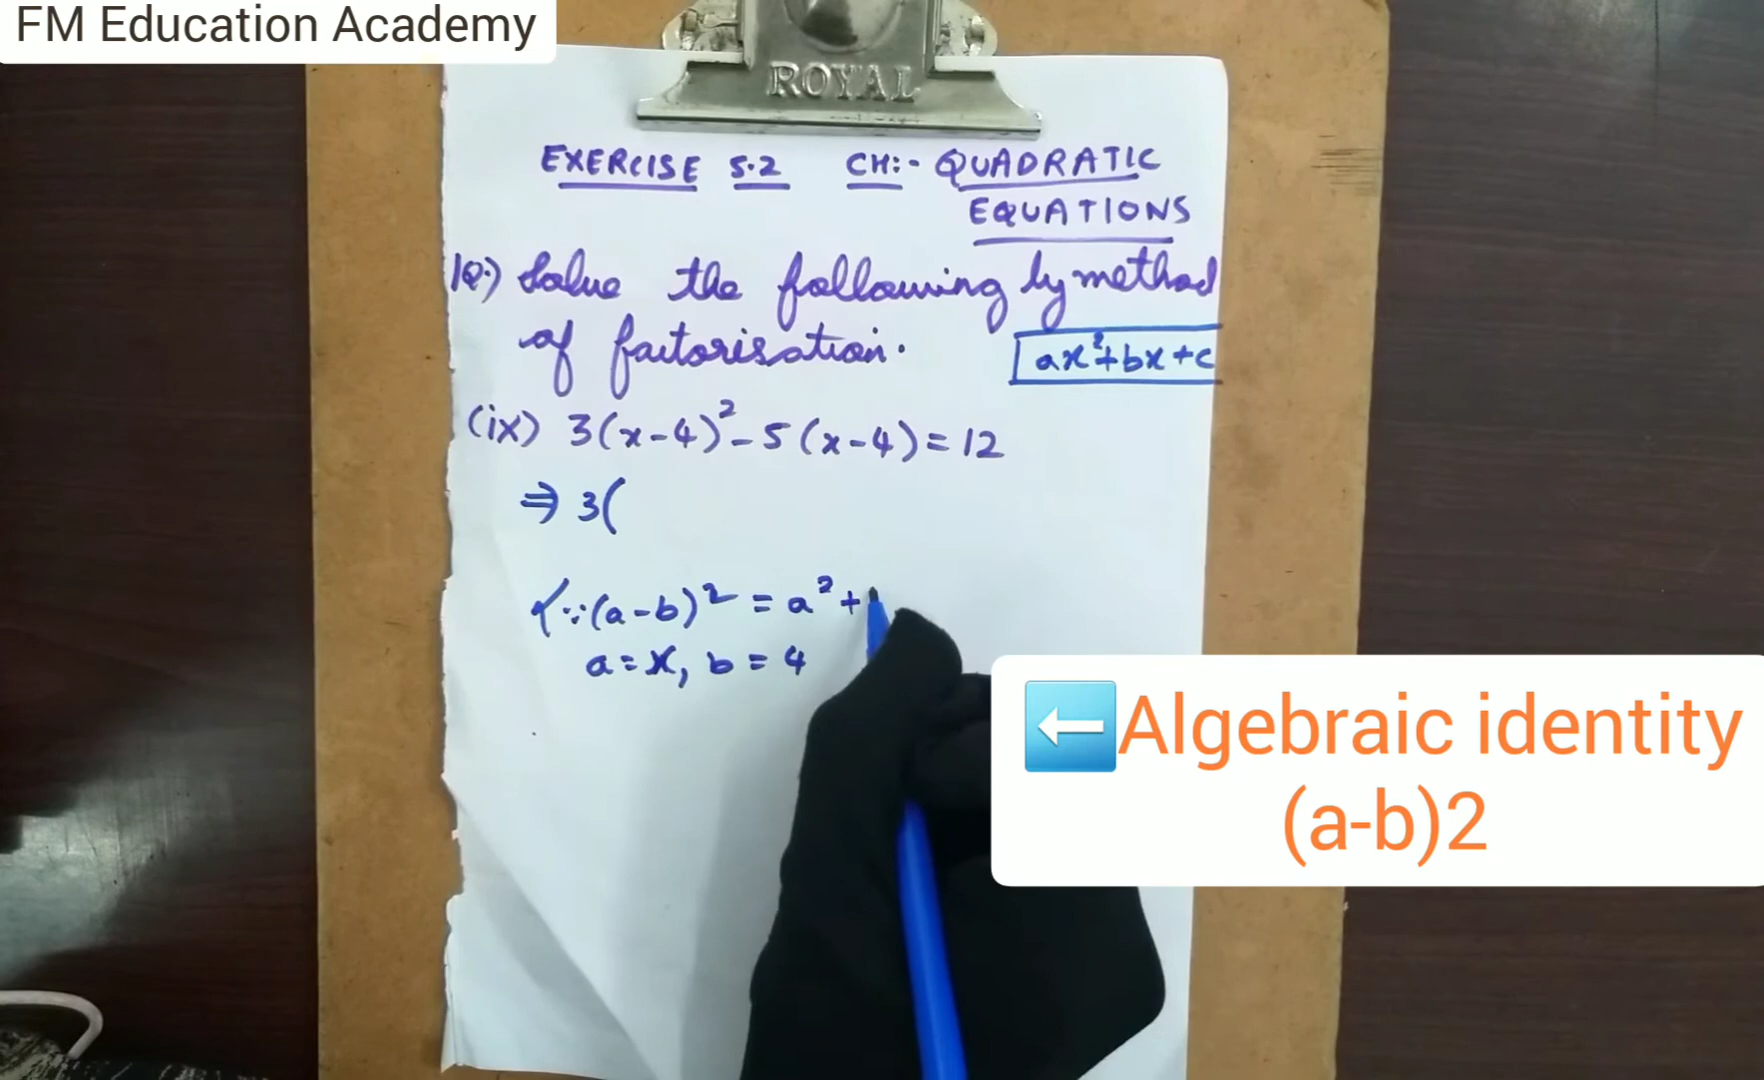 FM Education Academy
ROYAL
EXERCISE 5.2 CH:- QUADRATIC
EQUATIONS
1Q.) Solve the following by method
of factorisation.
ax²+bx+c
(ix) 3(x-4)²-5(x-4)=12
⇒ 3(
{∵(a-b)² = a²+
a=x, b=4
⬅Algebraic identity
(a-b)2